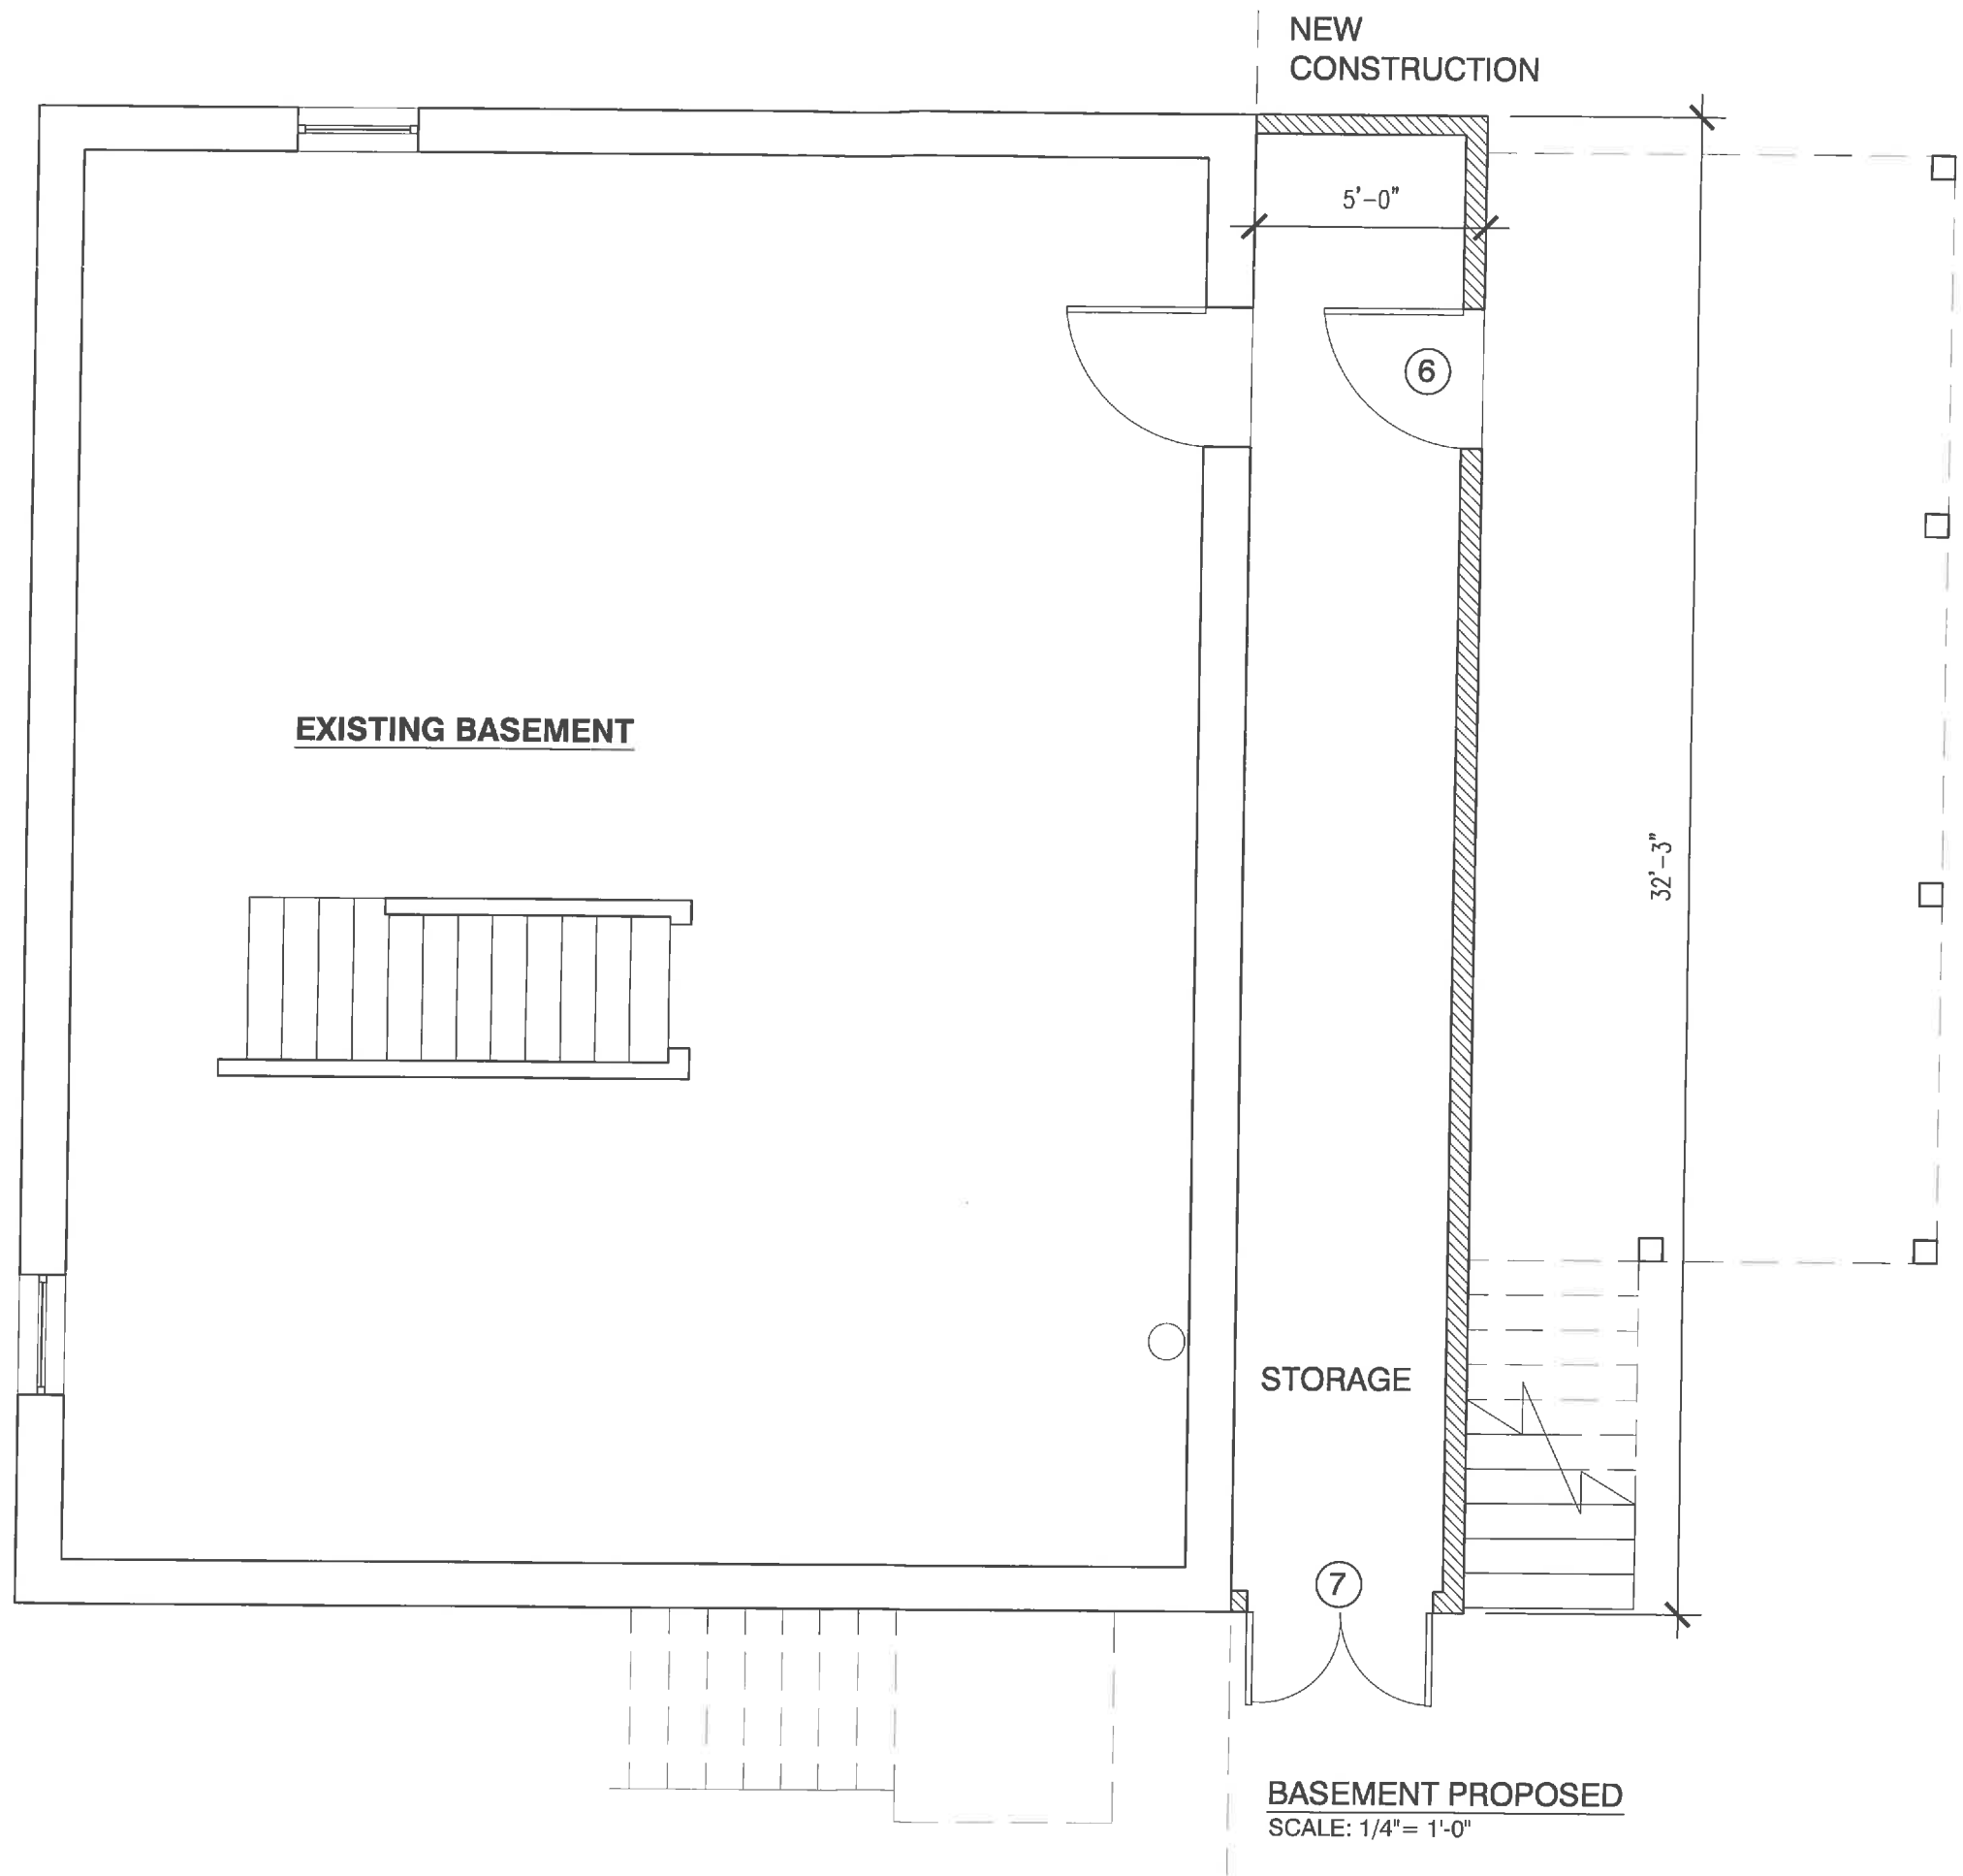 NEW
CONSTRUCTION
5'-0"
6
EXISTING BASEMENT
32'-3"
STORAGE
7
BASEMENT PROPOSED
SCALE: 1/4"= 1'-0"